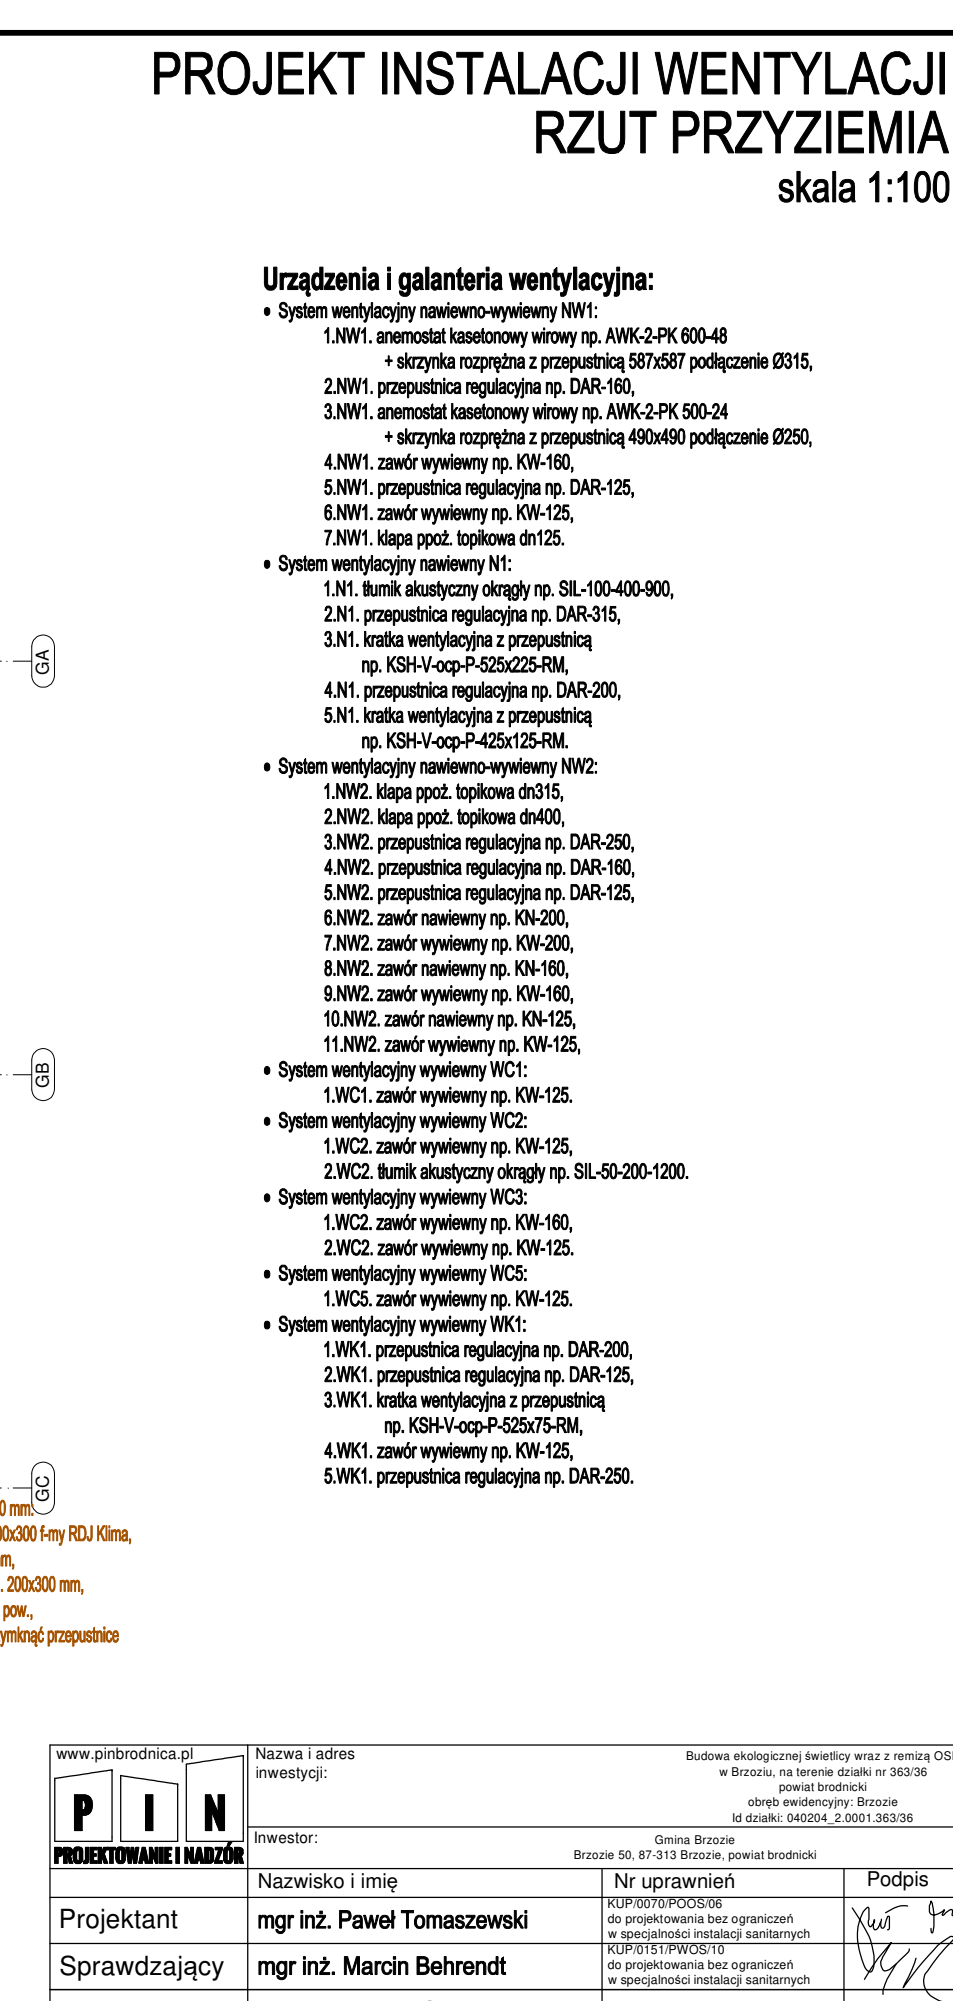 PROJEKT INSTALACJI WENTYLACJI
RZUT PRZYZIEMIA
skala 1:100
Urządzenia i galanteria wentylacyjna:
• System wentylacyjny nawiewno-wywiewny NW1:
1.NW1. anemostat kasetonowy wirowy np. AWK-2-PK 600-48
+ skrzynka rozprężna z przepustnicą 587x587 podłączenie Ø315,
2.NW1. przepustnica regulacyjna np. DAR-160,
3.NW1. anemostat kasetonowy wirowy np. AWK-2-PK 500-24
+ skrzynka rozprężna z przepustnicą 490x490 podłączenie Ø250,
4.NW1. zawór wywiewny np. KW-160,
5.NW1. przepustnica regulacyjna np. DAR-125,
6.NW1. zawór wywiewny np. KW-125,
7.NW1. klapa ppoż. topikowa dn125.
• System wentylacyjny nawiewny N1:
1.N1. tłumik akustyczny okrągły np. SIL-100-400-900,
2.N1. przepustnica regulacyjna np. DAR-315,
3.N1. kratka wentylacyjna z przepustnicą
np. KSH-V-ocp-P-525x225-RM,
4.N1. przepustnica regulacyjna np. DAR-200,
5.N1. kratka wentylacyjna z przepustnicą
np. KSH-V-ocp-P-425x125-RM.
• System wentylacyjny nawiewno-wywiewny NW2:
1.NW2. klapa ppoż. topikowa dn315,
2.NW2. klapa ppoż. topikowa dn400,
3.NW2. przepustnica regulacyjna np. DAR-250,
4.NW2. przepustnica regulacyjna np. DAR-160,
5.NW2. przepustnica regulacyjna np. DAR-125,
6.NW2. zawór nawiewny np. KN-200,
7.NW2. zawór wywiewny np. KW-200,
8.NW2. zawór nawiewny np. KN-160,
9.NW2. zawór wywiewny np. KW-160,
10.NW2. zawór nawiewny np. KN-125,
11.NW2. zawór wywiewny np. KW-125,
• System wentylacyjny wywiewny WC1:
1.WC1. zawór wywiewny np. KW-125.
• System wentylacyjny wywiewny WC2:
1.WC2. zawór wywiewny np. KW-125,
2.WC2. tłumik akustyczny okrągły np. SIL-50-200-1200.
• System wentylacyjny wywiewny WC3:
1.WC2. zawór wywiewny np. KW-160,
2.WC2. zawór wywiewny np. KW-125.
• System wentylacyjny wywiewny WC5:
1.WC5. zawór wywiewny np. KW-125.
• System wentylacyjny wywiewny WK1:
1.WK1. przepustnica regulacyjna np. DAR-200,
2.WK1. przepustnica regulacyjna np. DAR-125,
3.WK1. kratka wentylacyjna z przepustnicą
np. KSH-V-ocp-P-525x75-RM,
4.WK1. zawór wywiewny np. KW-125,
5.WK1. przepustnica regulacyjna np. DAR-250.
GA
GB
GC
0 mm.
00x300 f-my RDJ Klima,
m,
. 200x300 mm,
pow.,
ymknąć przepustnice
www.pinbrodnica.pl
P I N
PROJEKTOWANIE I NADZÓR
Nazwa i adres
inwestycji:
Budowa ekologicznej świetlicy wraz z remizą OS
w Brzoziu, na terenie działki nr 363/36
powiat brodnicki
obręb ewidencyjny: Brzozie
Id działki: 040204_2.0001.363/36
Inwestor:
Gmina Brzozie
Brzozie 50, 87-313 Brzozie, powiat brodnicki
Nazwisko i imię Nr uprawnień Podpis
Projektant mgr inż. Paweł Tomaszewski
KUP/0070/POOS/06
do projektowania bez ograniczeń
w specjalności instalacji sanitarnych
Sprawdzający mgr inż. Marcin Behrendt
KUP/0151/PWOS/10
do projektowania bez ograniczeń
w specjalności instalacji sanitarnych